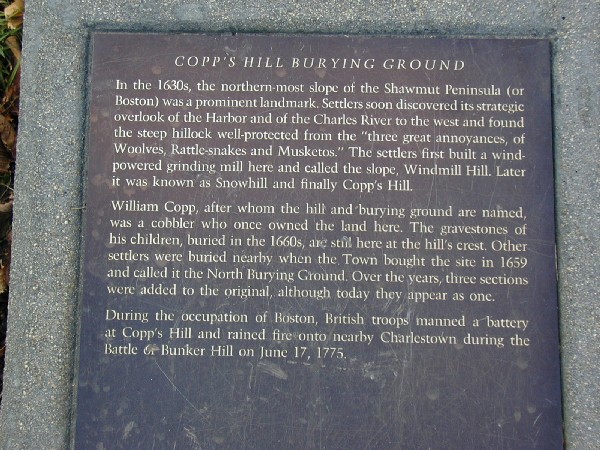 COPP'S HILL BURYING GROUND
In the 1630s, the northern-most slope of the Shawmut Peninsula (or
Boston) was a prominent landmark. Settlers soon discovered its strategic
overlook of the Harbor and of the Charles River to the west and found
the steep hillock well-protected from the "three great annoyances, of
Woolves, Rattle-snakes and Musketos." The settlers first built a wind-
powered grinding mill here and called the slope, Windmill Hill. Later
it was known as Snowhill and finally Copp's Hill.
William Copp, after whom the hill and burying ground are named,
was a cobbler who once owned the land here. The gravestones of
his children, buried in the 1660s, are still here at the hill's crest. Other
settlers were buried nearby when the Town bought the site in 1659
and called it the North Burying Ground. Over the years, three sections
were added to the original, although today they appear as one.
During the occupation of Boston, British troops manned a battery
at Copp's Hill and rained fire onto nearby Charlestown during the
Battle of Bunker Hill on June 17, 1775.